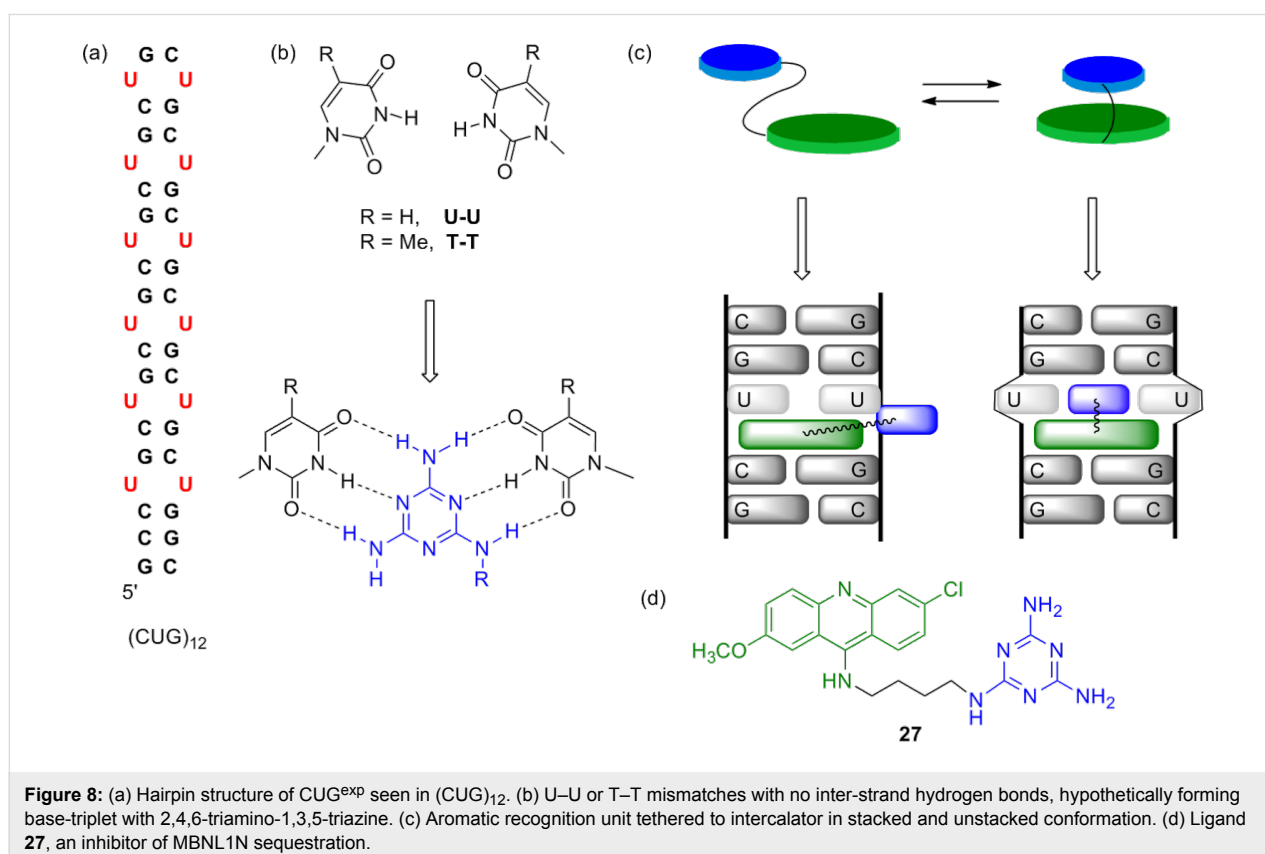 (a)
G C
U U
C G
G C
U U
C G
G C
U U
C G
G C
U U
C G
G C
U U
C G
G C
U U
C G
C G
G C
5'
(CUG)12
(b)
R R
O O
N H H N
N N
O O
R = H, U-U
R = Me, T-T
R R
O H H O
N
N N H N N H N N
O H N N N H O
H R
(c)
C G
G C
U U
C G
G C
C G
G C
U U
C G
G C
(d)
N Cl
H3CO
HN
NH2
N N
N N NH2
H
27
Figure 8: (a) Hairpin structure of CUGexp seen in (CUG)12. (b) U–U or T–T mismatches with no inter-strand hydrogen bonds, hypothetically forming
base-triplet with 2,4,6-triamino-1,3,5-triazine. (c) Aromatic recognition unit tethered to intercalator in stacked and unstacked conformation. (d) Ligand
27, an inhibitor of MBNL1N sequestration.